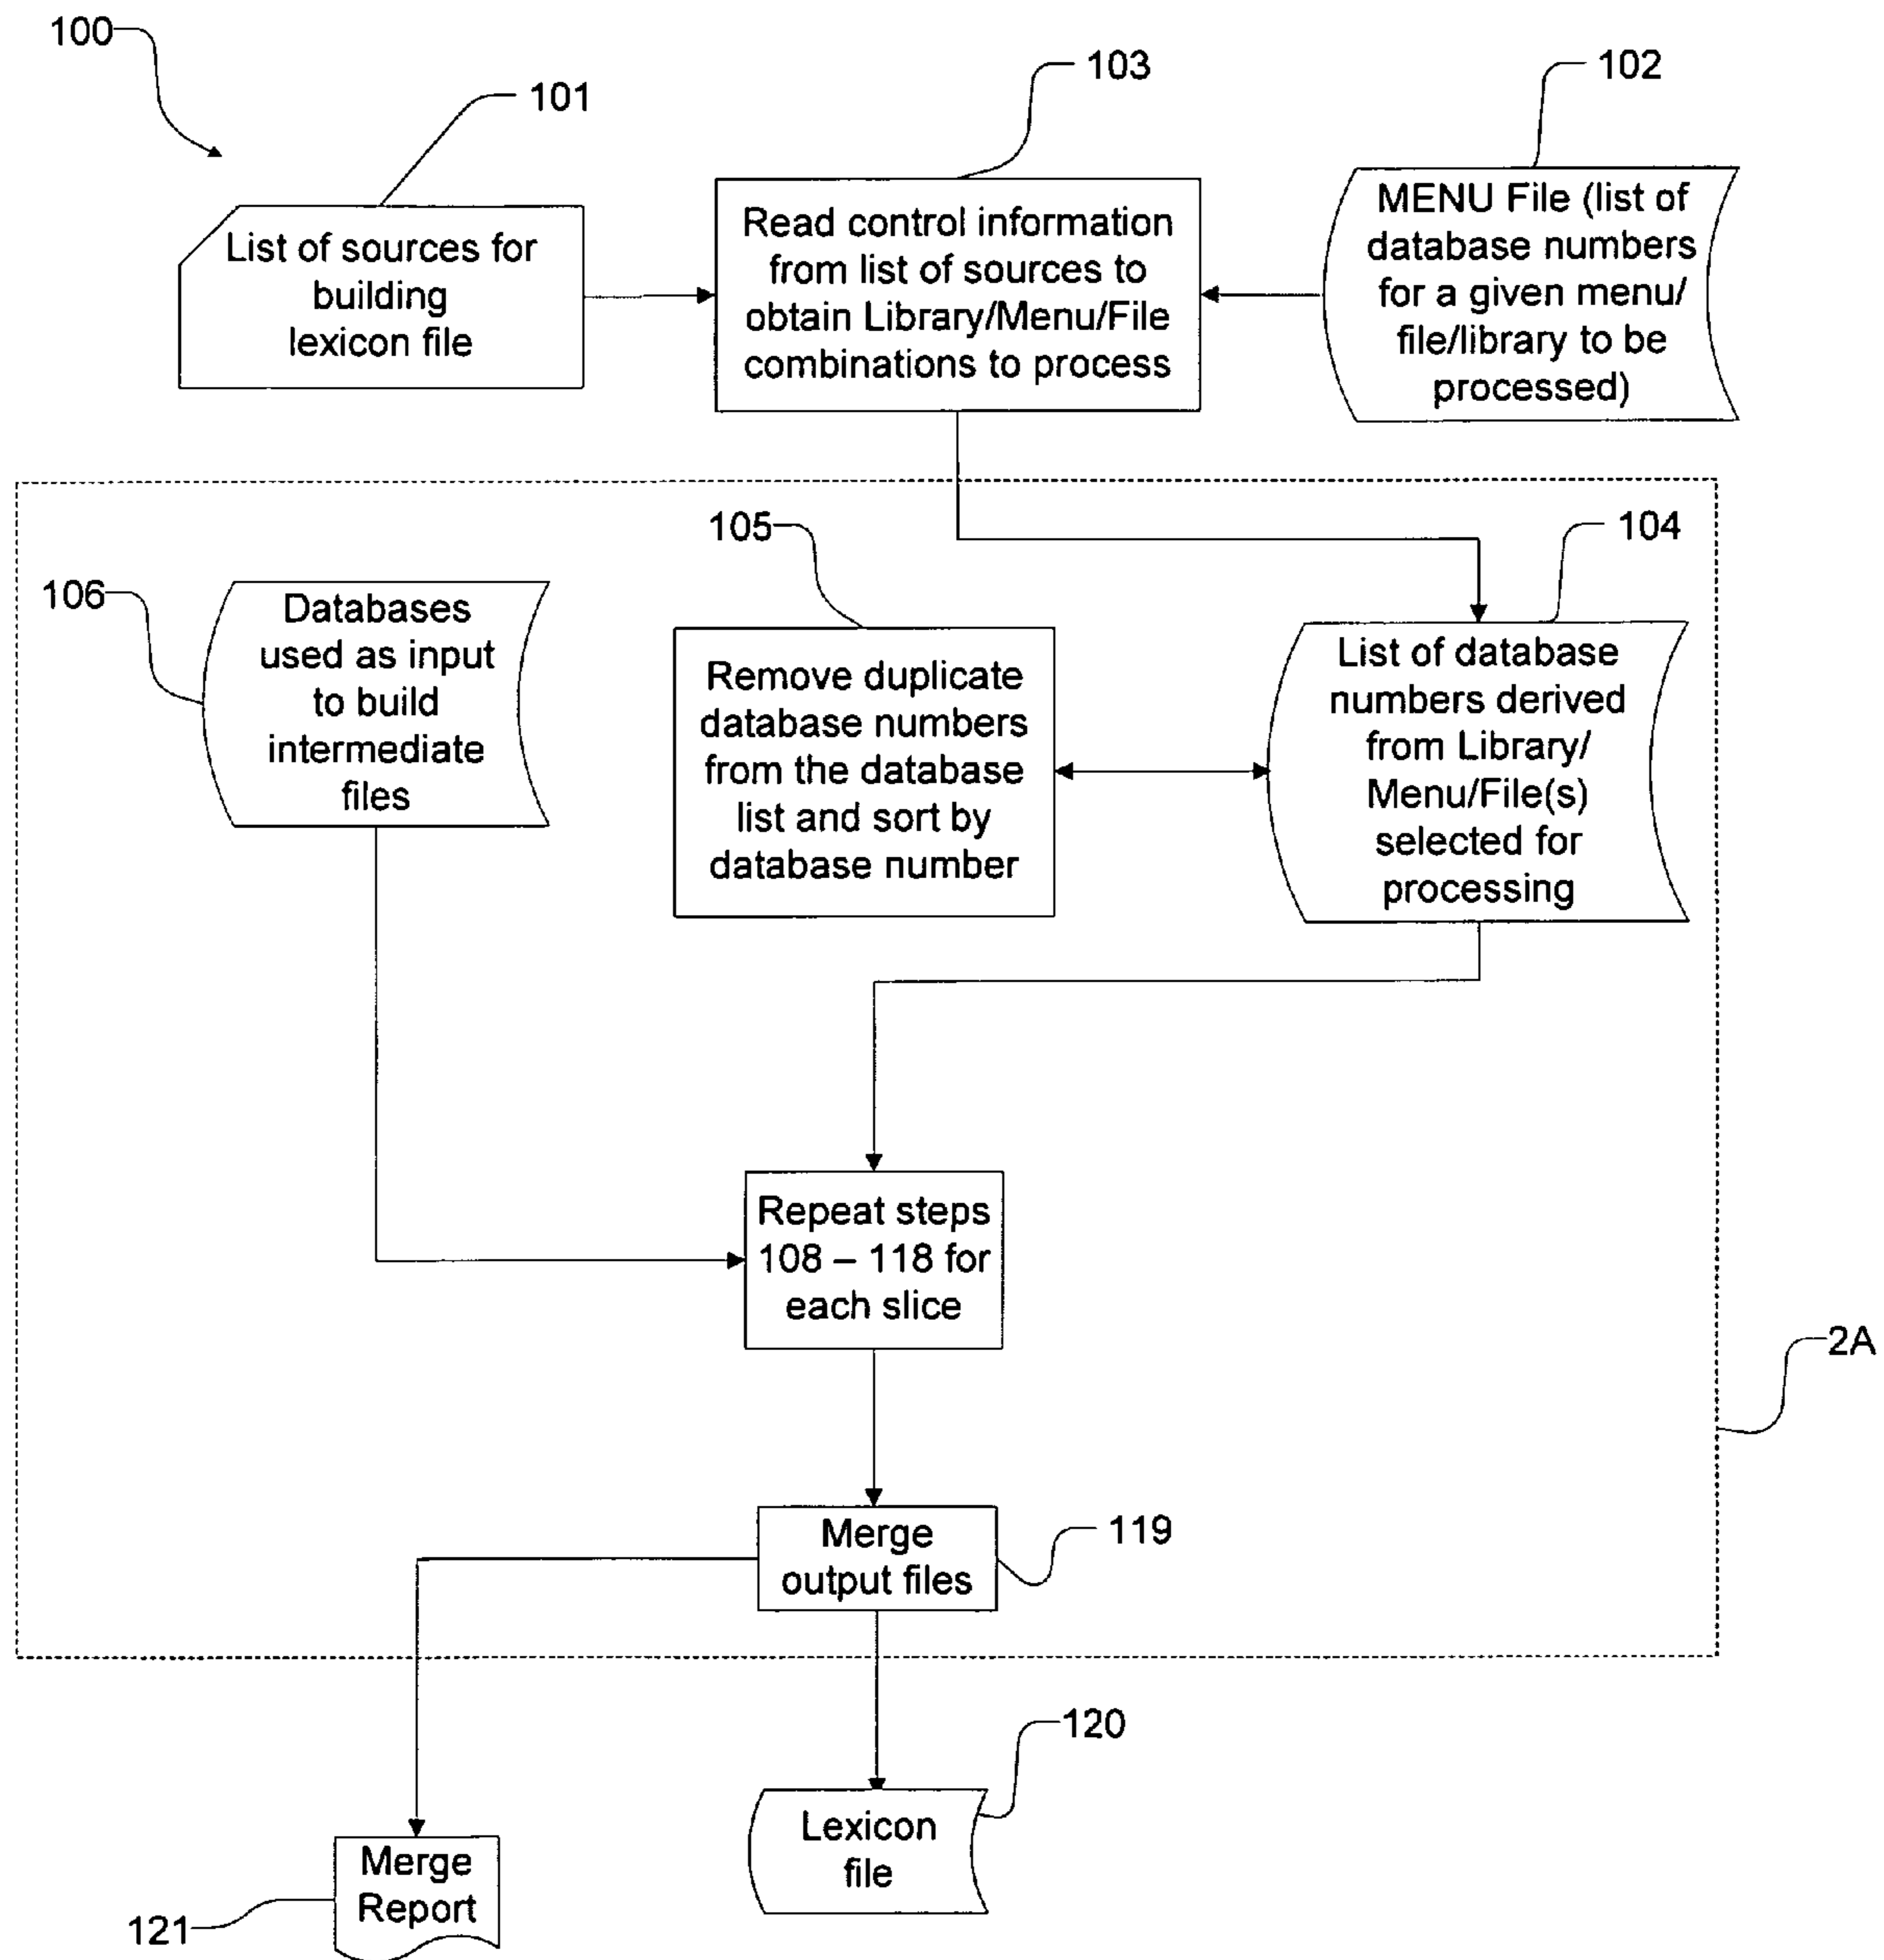 100
101
103
102
List of sources for
building
lexicon file
Read control information
from list of sources to
obtain Library/Menu/File
combinations to process
MENU File (list of
database numbers
for a given menu/
file/library to be
processed)
105
104
106
Databases
used as input
to build
intermediate
files
Remove duplicate
database numbers
from the database
list and sort by
database number
List of database
numbers derived
from Library/
Menu/File(s)
selected for
processing
Repeat steps
108 – 118 for
each slice
2A
Merge
output files
119
120
Lexicon
file
Merge
Report
121